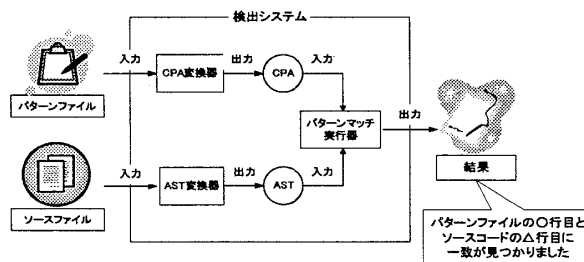 検出システム
入力
CPA変換器
出力
CPA
入力
パターンファイル
パターンマッチ
実行器
出力
結果
入力
AST変換器
出力
AST
入力
ソースファイル
パターンファイルの〇行目と
ソースコードの△行目に
一致が見つかりました